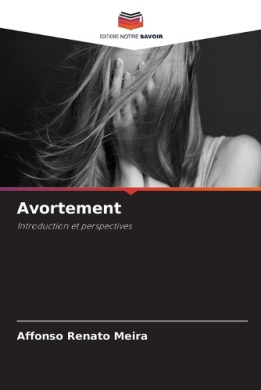 EDITIONS NOTRE SAVOIR
Avortement
Introduction et perspectives
Affonso Renato Meira